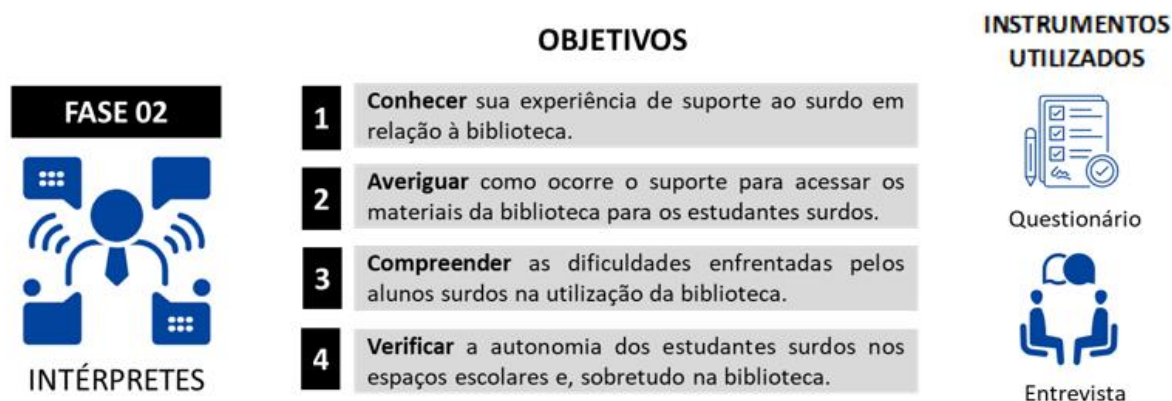 OBJETIVOS
INSTRUMENTOS
UTILIZADOS
FASE 02
INTÉRPRETES
1
Conhecer sua experiência de suporte ao surdo em
relação à biblioteca.
2
Averiguar como ocorre o suporte para acessar os
materiais da biblioteca para os estudantes surdos.
3
Compreender as dificuldades enfrentadas pelos
alunos surdos na utilização da biblioteca.
4
Verificar a autonomia dos estudantes surdos nos
espaços escolares e, sobretudo na biblioteca.
Questionário
Entrevista